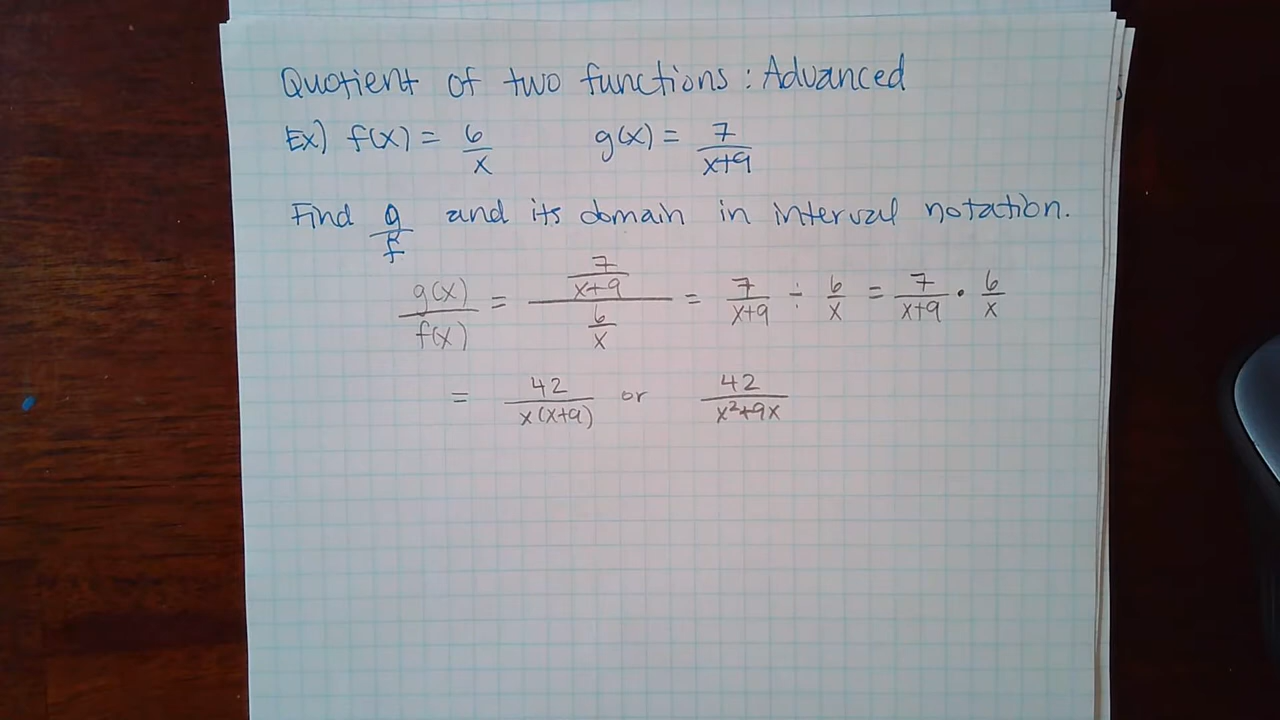 Quotient of two functions : Advanced
Ex) f(x) = 6/x g(x) = 7/(x+9)
Find g/f and its domain in interval notation.
g(x)/f(x) = (7/(x+9))/(6/x) = 7/(x+9) ÷ 6/x = 7/(x+9) · 6/x
= 42/(x(x+9)) or 42/(x²+9x)